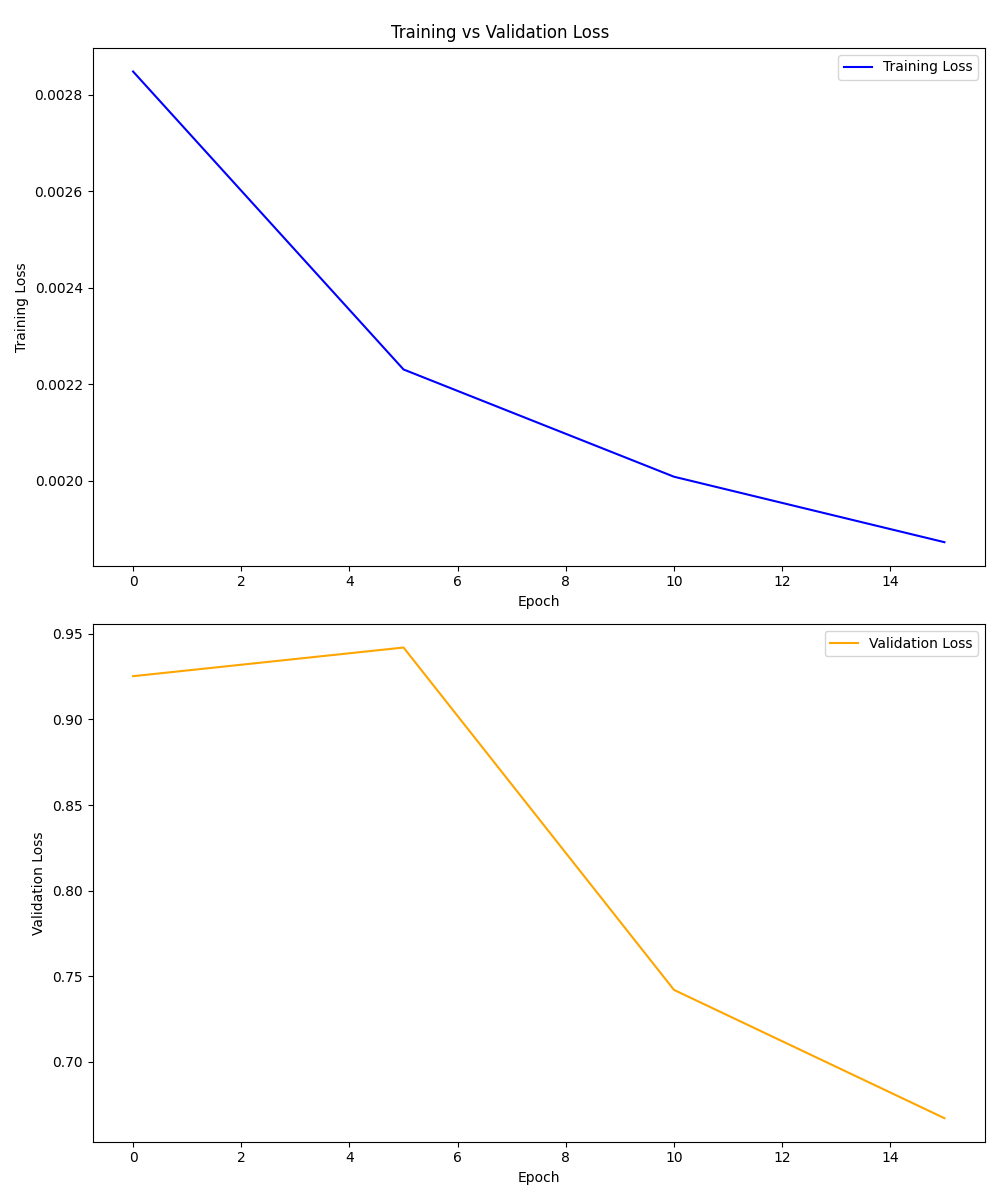 Training vs Validation Loss
Training Loss
0.0028
0.0026
0.0024
0.0022
0.0020
Training Loss
0 2 4 6 8 10 12 14
Epoch
Validation Loss
0.95
0.90
0.85
0.80
0.75
0.70
Validation Loss
0 2 4 6 8 10 12 14
Epoch